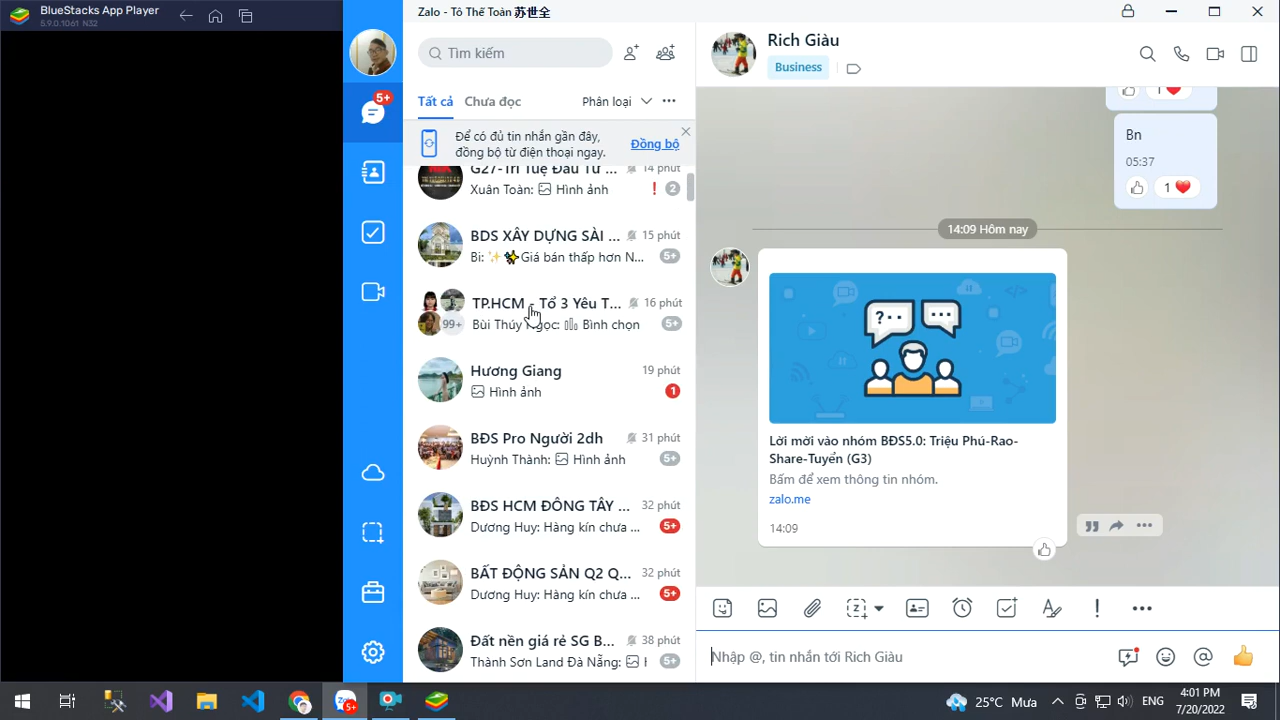 BlueStacks App Player
5.9.0.1061 N32
Zalo - Tô Thế Toàn 苏世全
Tìm kiếm
Tất cả Chưa đọc Phân loại
Để có đủ tin nhắn gần đây,
đồng bộ từ điện thoại ngay.
Đồng bộ
G27-Trí Tuệ Đầu Tư ... 14 phút
Xuân Toàn: Hình ảnh 2
BDS XÂY DỰNG SÀI ... 15 phút
Bi: ✨💫Giá bán thấp hơn N... 5+
TP.HCM - Tổ 3 Yêu T... 16 phút
99+
Bùi Thúy Ngọc: Bình chọn 5+
Hương Giang 19 phút
Hình ảnh 1
BĐS Pro Người 2dh 31 phút
Huỳnh Thành: Hình ảnh 5+
BĐS HCM ĐÔNG TÂY ... 32 phút
Dương Huy: Hàng kín chưa ... 5+
BẤT ĐỘNG SẢN Q2 Q... 32 phút
Dương Huy: Hàng kín chưa ... 5+
Đất nền giá rẻ SG B... 38 phút
Thành Sơn Land Đà Nẵng: 5+
5+
Rich Giàu
Business
1 ❤️
Bn
05:37
1 ❤️
14:09 Hôm nay
?·· ···
Lời mời vào nhóm BĐS5.0: Triệu Phú-Rao-
Share-Tuyển (G3)
Bấm để xem thông tin nhóm.
zalo.me
14:09
Nhập @, tin nhắn tới Rich Giàu
25°C Mưa
ENG
4:01 PM
7/20/2022